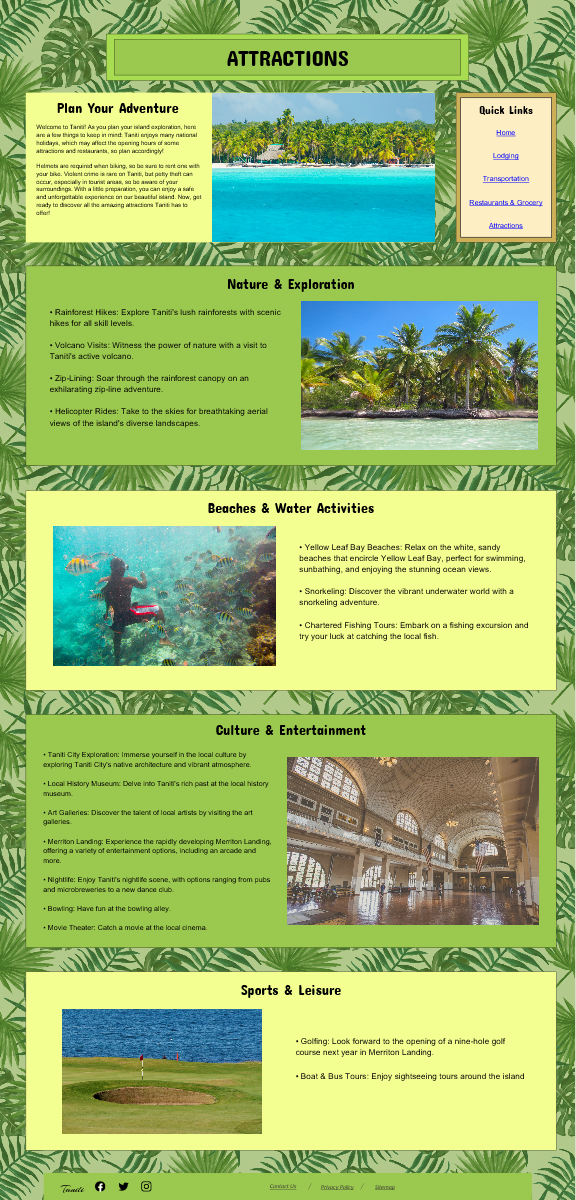 ATTRACTIONS
Plan Your Adventure
Welcome to Taniti! As you plan your island exploration, here
are a few things to keep in mind: Taniti enjoys many national
holidays, which may affect the opening hours of some
attractions and restaurants, so plan accordingly!
Helmets are required when biking, so be sure to rent one with
your bike. Violent crime is rare on Taniti, but petty theft can
occur, especially in tourist areas, so be aware of your
surroundings. With a little preparation, you can enjoy a safe
and unforgettable experience on our beautiful island. Now, get
ready to discover all the amazing attractions Taniti has to
offer!
Quick Links
Home
Lodging
Transportation
Restaurants & Grocery
Attractions
Nature & Exploration
• Rainforest Hikes: Explore Taniti's lush rainforests with scenic
hikes for all skill levels.
• Volcano Visits: Witness the power of nature with a visit to
Taniti's active volcano.
• Zip-Lining: Soar through the rainforest canopy on an
exhilarating zip-line adventure.
• Helicopter Rides: Take to the skies for breathtaking aerial
views of the island's diverse landscapes.
Beaches & Water Activities
• Yellow Leaf Bay Beaches: Relax on the white, sandy
beaches that encircle Yellow Leaf Bay, perfect for swimming,
sunbathing, and enjoying the stunning ocean views.
• Snorkeling: Discover the vibrant underwater world with a
snorkeling adventure.
• Chartered Fishing Tours: Embark on a fishing excursion and
try your luck at catching the local fish.
Culture & Entertainment
• Taniti City Exploration: Immerse yourself in the local culture by
exploring Taniti City's native architecture and vibrant atmosphere.
• Local History Museum: Delve into Taniti's rich past at the local history
museum.
• Art Galleries: Discover the talent of local artists by visiting the art
galleries.
• Merriton Landing: Experience the rapidly developing Merriton Landing,
offering a variety of entertainment options, including an arcade and
more.
• Nightlife: Enjoy Taniti's nightlife scene, with options ranging from pubs
and microbreweries to a new dance club.
• Bowling: Have fun at the bowling alley.
• Movie Theater: Catch a movie at the local cinema.
Sports & Leisure
• Golfing: Look forward to the opening of a nine-hole golf
course next year in Merriton Landing.
• Boat & Bus Tours: Enjoy sightseeing tours around the island
Taniti
Contact Us / Privacy Policy / Sitemap